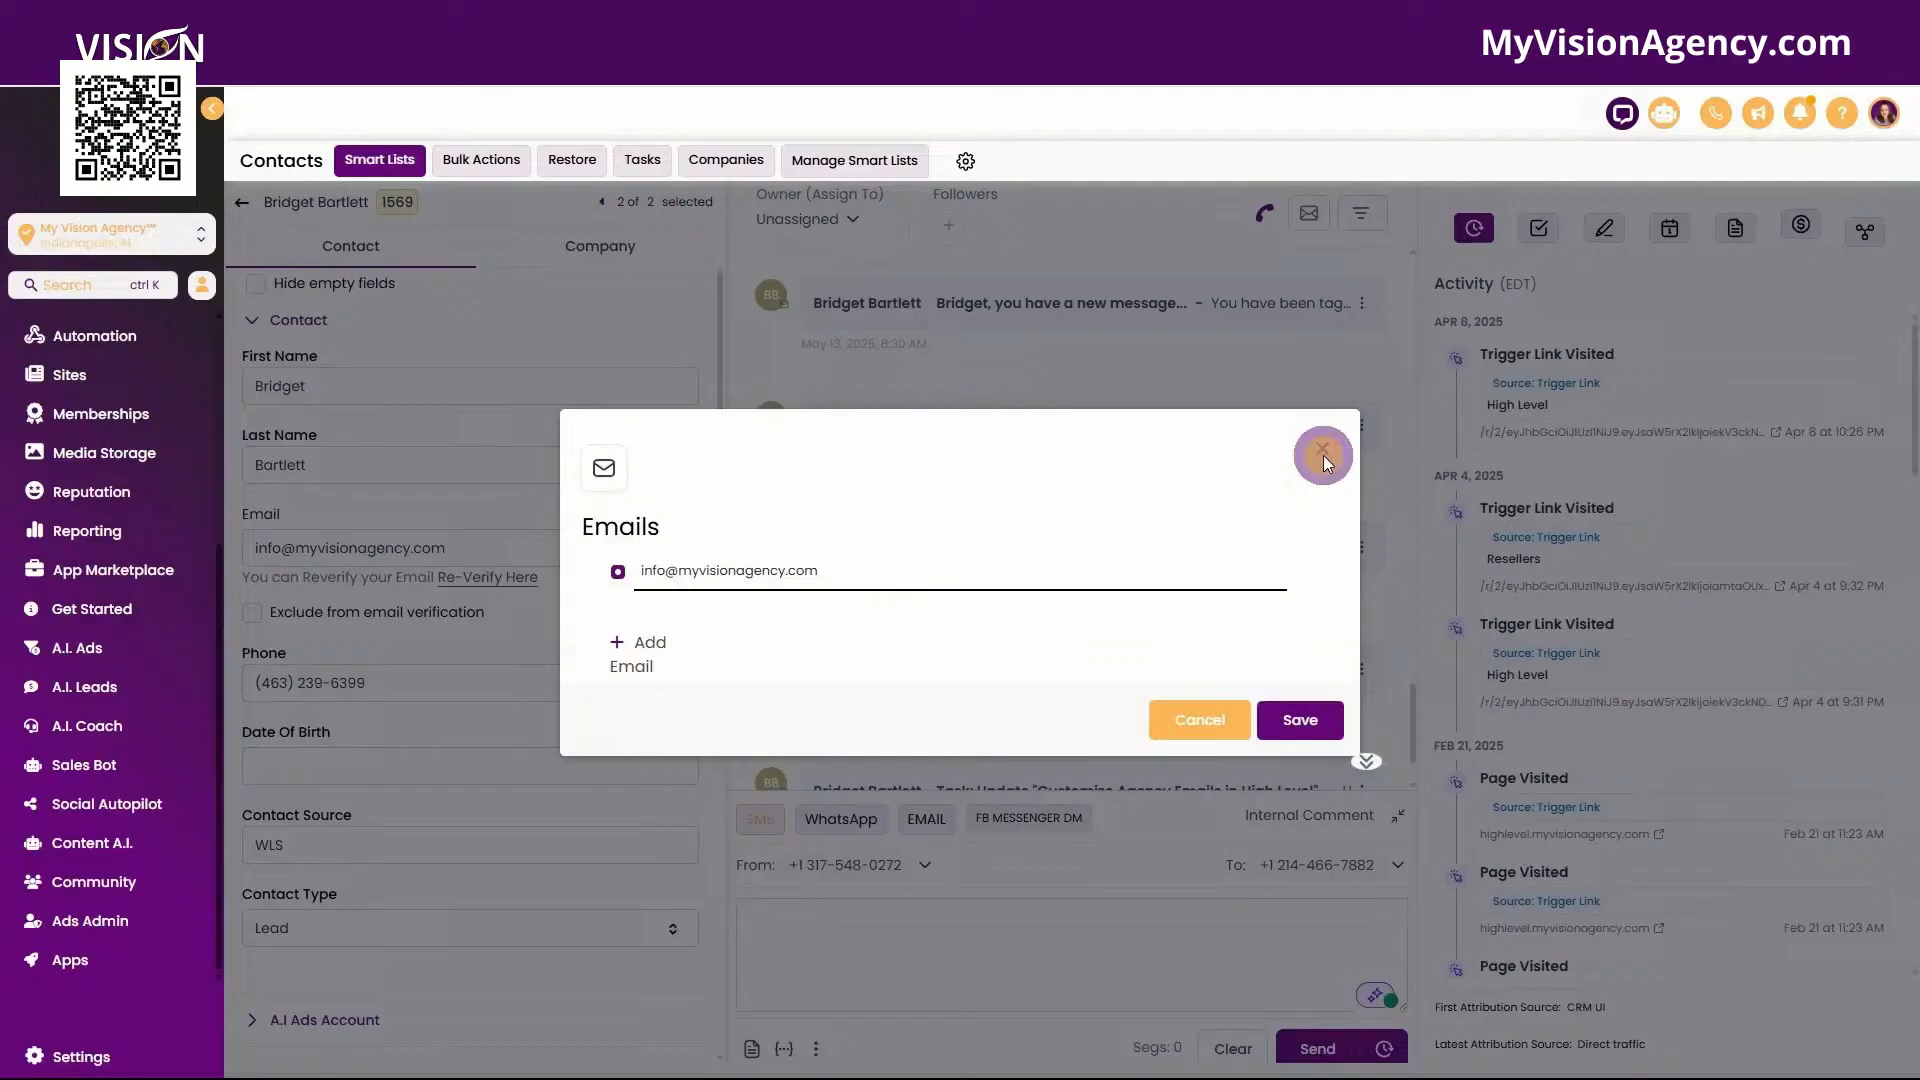 VISION
MyVisionAgency.com
My Vision Agency™
Indianapolis, IN
Search ctrl K
Automation
Sites
Memberships
Media Storage
Reputation
Reporting
App Marketplace
Get Started
A.I. Ads
A.I. Leads
A.I. Coach
Sales Bot
Social Autopilot
Content A.I.
Community
Ads Admin
Apps
Settings
Contacts Smart Lists Bulk Actions Restore Tasks Companies Manage Smart Lists
Bridget Bartlett 1569 2 of 2 selected
Contact Company
Hide empty fields
Contact
First Name
Bridget
Last Name
Bartlett
Email
info@myvisionagency.com
You can Reverify your Email Re-Verify Here
Exclude from email verification
Phone
(463) 239-6399
Date Of Birth
Contact Source
WLS
Contact Type
Lead
A.I Ads Account
Owner (Assign To) Followers
Unassigned
BB Bridget Bartlett Bridget, you have a new message... - You have been tag...
May 13, 2025, 8:30 AM
Emails
info@myvisionagency.com
+ Add
Email
Cancel Save
BB Bridget Bartlett Task: Update "Customize Agency Emails in High Level"
SMS WhatsApp EMAIL FB MESSENGER DM Internal Comment
From: +1 317-548-0272 To: +1 214-466-7882
Segs: 0 Clear Send
Activity (EDT)
APR 8, 2025
Trigger Link Visited
Source: Trigger Link
High Level
Apr 8 at 10:26 PM
APR 4, 2025
Trigger Link Visited
Source: Trigger Link
Resellers
Apr 4 at 9:32 PM
Trigger Link Visited
Source: Trigger Link
High Level
Apr 4 at 9:31 PM
FEB 21, 2025
Page Visited
Source: Trigger Link
highlevel.myvisionagency.com Feb 21 at 11:23 AM
Page Visited
Source: Trigger Link
highlevel.myvisionagency.com Feb 21 at 11:23 AM
Page Visited
First Attribution Source: CRM UI
Latest Attribution Source: Direct traffic